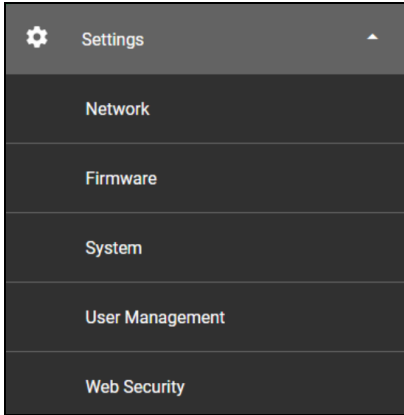 Settings
Network
Firmware
System
User Management
Web Security